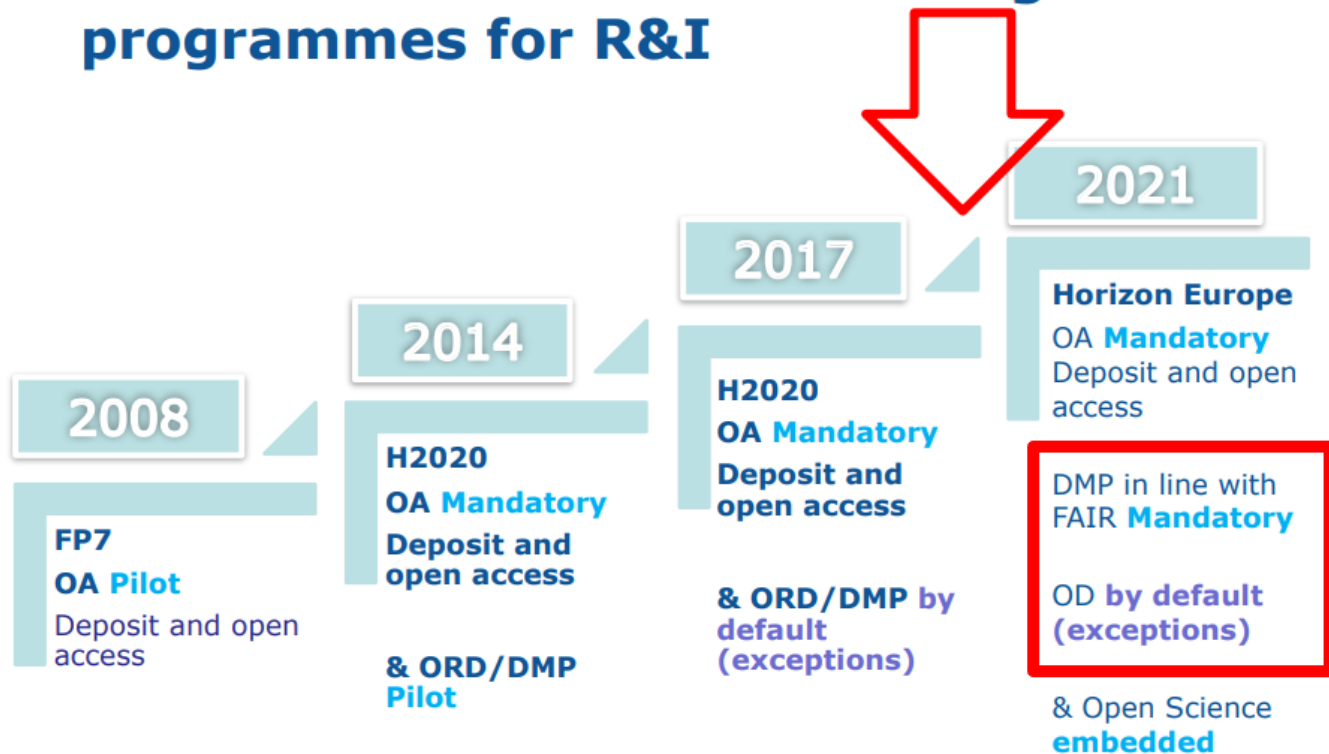 programmes for R&I
2008
FP7
OA Pilot
Deposit and open
access
2014
H2020
OA Mandatory
Deposit and
open access
& ORD/DMP
Pilot
2017
H2020
OA Mandatory
Deposit and
open access
& ORD/DMP by
default
(exceptions)
2021
Horizon Europe
OA Mandatory
Deposit and open
access
DMP in line with
FAIR Mandatory
OD by default
(exceptions)
& Open Science
embedded